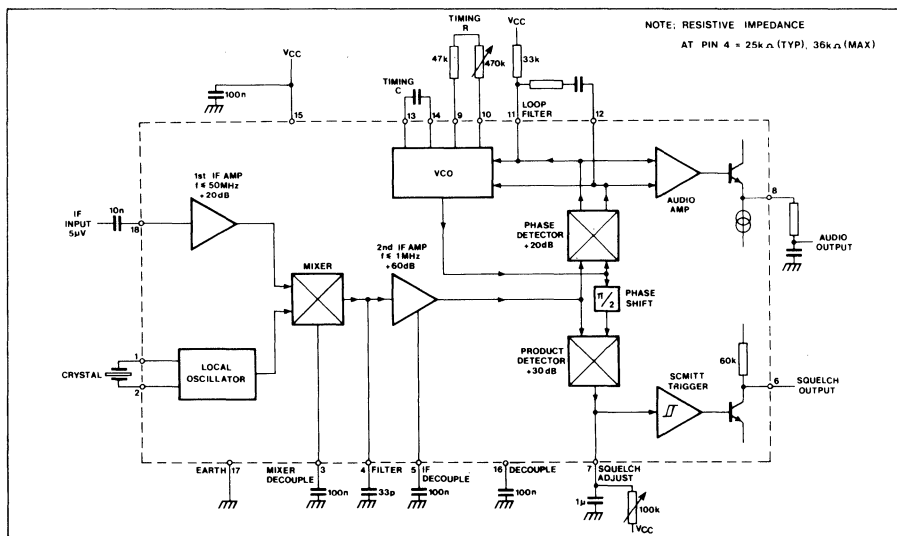 NOTE; RESISTIVE IMPEDANCE
AT PIN 4 = 25kΩ (TYP), 36kΩ (MAX)
TIMING
R
VCC
47k
470k
33k
VCC
100n
15
TIMING
C
13
14
9
10
LOOP
FILTER
11
12
1st IF AMP
f ≤ 50MHz
+20dB
VCO
AUDIO
AMP
8
AUDIO
OUTPUT
IF
INPUT
5μV
10n
18
PHASE
DETECTOR
+20dB
2nd IF AMP
f ≤ 1MHz
+60dB
MIXER
π/2
PHASE
SHIFT
LOCAL
OSCILLATOR
CRYSTAL
1
2
PRODUCT
DETECTOR
+30dB
SCMITT
TRIGGER
60k
6
SQUELCH
OUTPUT
EARTH
17
MIXER
DECOUPLE
3
4
FILTER
5
IF
DECOUPLE
16
DECOUPLE
7
SQUELCH
ADJUST
100n
33p
100n
100n
1μ
100k
VCC